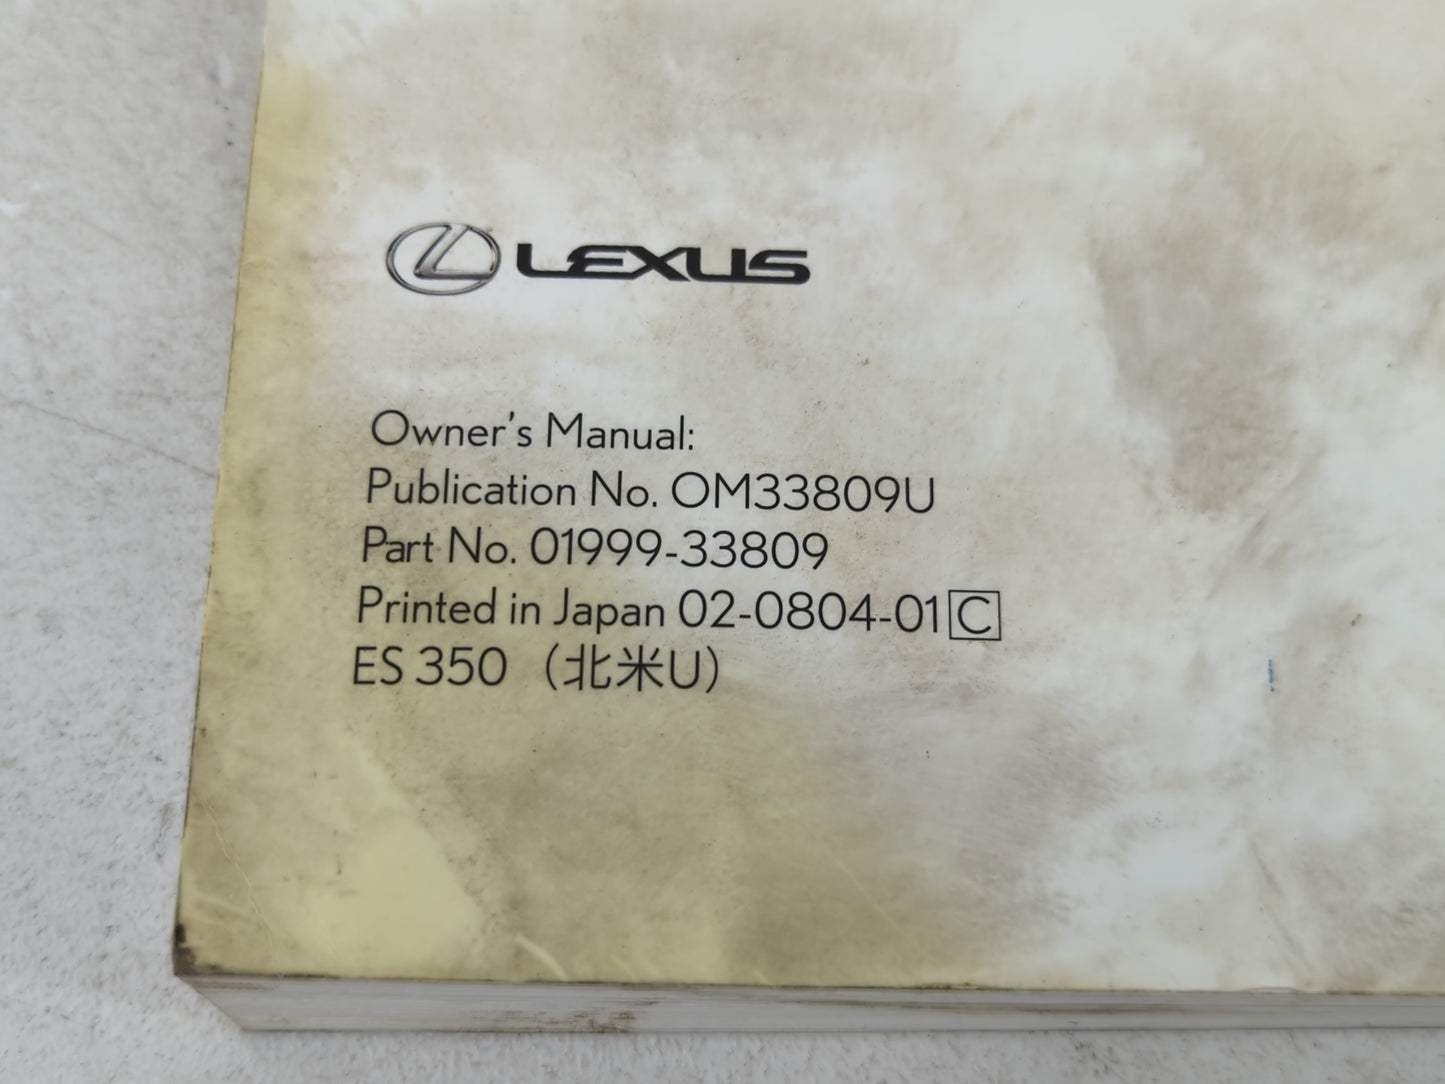 LEXUS
Owner's Manual:
Publication No. OM33809U
Part No. 01999-33809
Printed in Japan 02-0804-01 C
ES 350 （北米U）